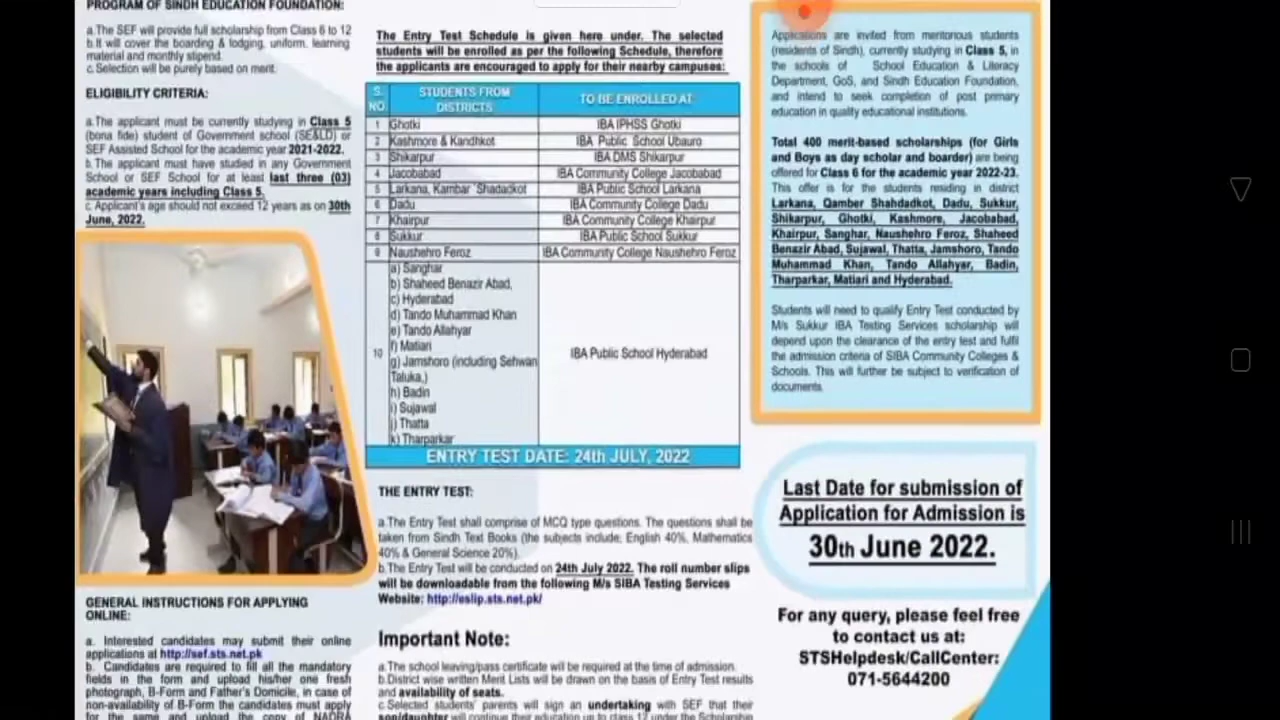 PROGRAM OF SINDH EDUCATION FOUNDATION:
a.The SEF will provide full scholarship from Class 6 to 12
b.It will cover the boarding & lodging, uniform, learning
material and monthly stipend.
c.Selection will be purely based on merit.
ELIGIBILITY CRITERIA:
a.The applicant must be currently studying in Class 5
(bona fide) student of Government school (SE&LD) or
SEF Assisted School for the academic year 2021-2022.
b.The applicant must have studied in any Government
School or SEF School for at least last three (03)
academic years including Class 5.
c. Applicant's age should not exceed 12 years as on 30th
June, 2022.
GENERAL INSTRUCTIONS FOR APPLYING
ONLINE:
a. Interested candidates may submit their online
applications at http://sef.sts.net.pk
b. Candidates are required to fill all the mandatory
fields in the form and upload his/her one fresh
photograph, B-Form and Father's Domicile, in case of
non-availability of B-Form the candidates must apply
for the same and upload the copy of NADRA
The Entry Test Schedule is given here under. The selected
students will be enrolled as per the following Schedule, therefore
the applicants are encouraged to apply for their nearby campuses:
S. NO. STUDENTS FROM DISTRICTS TO BE ENROLLED AT
1 Ghotki IBA IPHSS Ghotki
2 Kashmore & Kandhkot IBA Public School Ubauro
3 Shikarpur IBA DMS Shikarpur
4 Jacobabad IBA Community College Jacobabad
5 Larkana, Kambar `Shadadkot IBA Public School Larkana
6 Dadu IBA Community College Dadu
7 Khairpur IBA Community College Khairpur
8 Sukkur IBA Public School Sukkur
9 Naushehro Feroz IBA Community College Naushehro Feroz
a) Sanghar
b) Shaheed Benazir Abad,
c) Hyderabad
d) Tando Muhammad Khan
e) Tando Allahyar
f) Matiari
10 g) Jamshoro (including Sehwan IBA Public School Hyderabad
Taluka,)
h) Badin
i) Sujawal
j) Thatta
k) Tharparkar
ENTRY TEST DATE: 24th JULY, 2022
THE ENTRY TEST:
a.The Entry Test shall comprise of MCQ type questions. The questions shall be
taken from Sindh Text Books (the subjects include; English 40%, Mathematics
40% & General Science 20%).
b.The Entry Test will be conducted on 24th July 2022. The roll number slips
will be downloadable from the following M/s SIBA Testing Services
Website; http://eslip.sts.net.pk/
Important Note:
a.The school leaving/pass certificate will be required at the time of admission.
b.District wise written Merit Lists will be drawn on the basis of Entry Test results
and availability of seats.
c.Selected students' parents will sign an undertaking with SEF that their
son/daughter will continue their education up to class 12 under the Scholarship
Applications are invited from meritorious students
(residents of Sindh), currently studying in Class 5, in
the schools of School Education & Literacy
Department, GoS, and Sindh Education Foundation,
and intend to seek completion of post primary
education in quality educational institutions.
Total 400 merit-based scholarships (for Girls
and Boys as day scholar and boarder) are being
offered for Class 6 for the academic year 2022-23.
This offer is for the students residing in district
Larkana, Qamber Shahdadkot, Dadu, Sukkur,
Shikarpur, Ghotki, Kashmore, Jacobabad,
Khairpur, Sanghar, Naushehro Feroz, Shaheed
Benazir Abad, Sujawal, Thatta, Jamshoro, Tando
Muhammad Khan, Tando Allahyar, Badin,
Tharparkar, Matiari and Hyderabad.
Students will need to qualify Entry Test conducted by
M/s Sukkur IBA Testing Services scholarship will
depend upon the clearance of the entry test and fulfil
the admission criteria of SIBA Community Colleges &
Schools. This will further be subject to verification of
documents.
Last Date for submission of
Application for Admission is
30th June 2022.
For any query, please feel free
to contact us at:
STSHelpdesk/CallCenter:
071-5644200